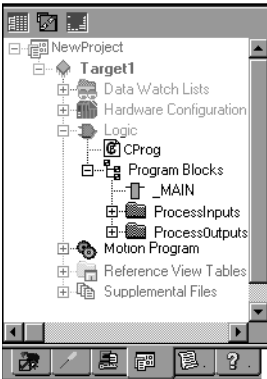 NewProject
Target1
Data Watch Lists
Hardware Configuration
Logic
CProg
Program Blocks
_MAIN
ProcessInputs
ProcessOutputs
Motion Program
Reference View Tables
Supplemental Files